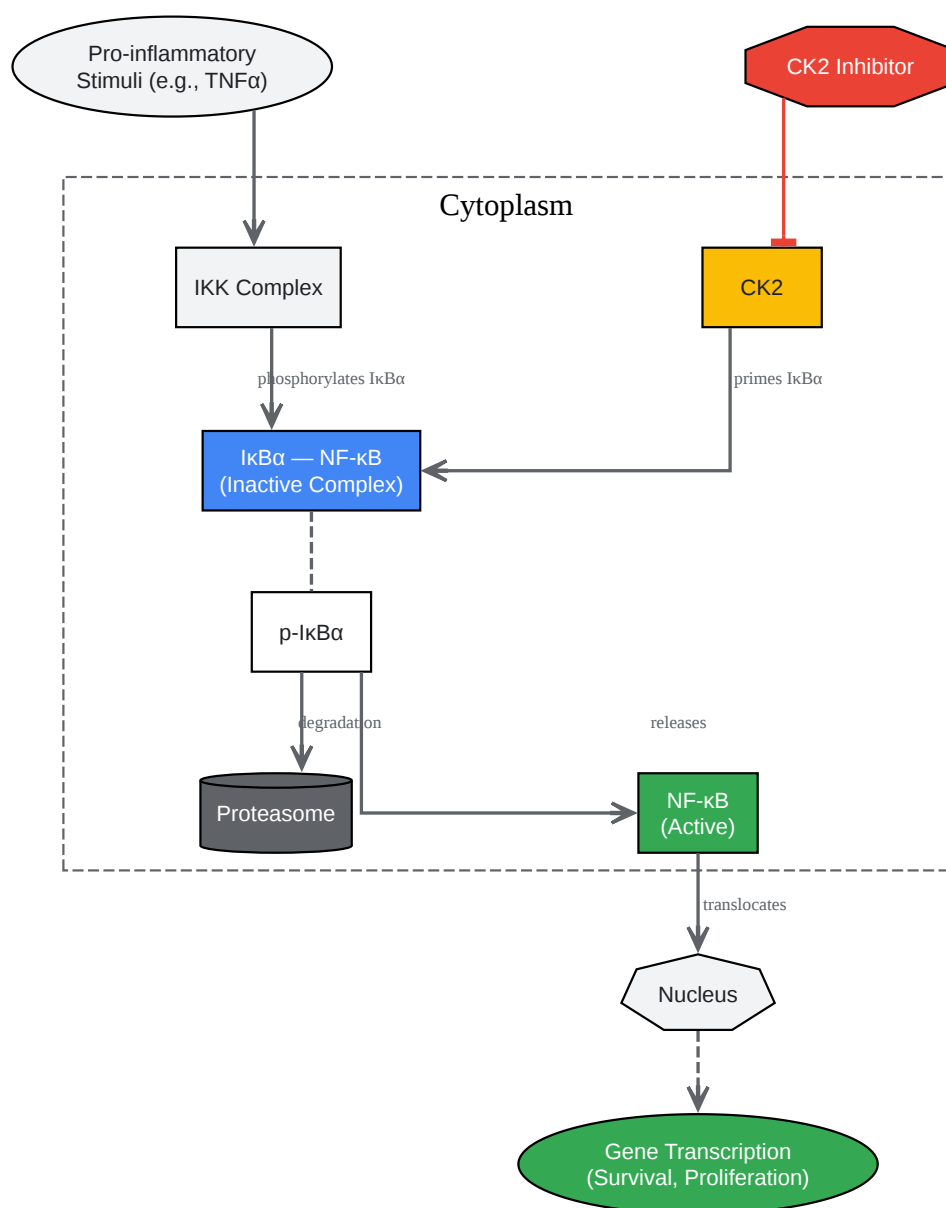 Pro-inflammatory
Stimuli (e.g., TNFα)
CK2 Inhibitor
Cytoplasm
IKK Complex
CK2
phosphorylates IκBα
primes IκBα
IκBα — NF-κB
(Inactive Complex)
p-IκBα
degradation
releases
Proteasome
NF-κB
(Active)
translocates
Nucleus
Gene Transcription
(Survival, Proliferation)